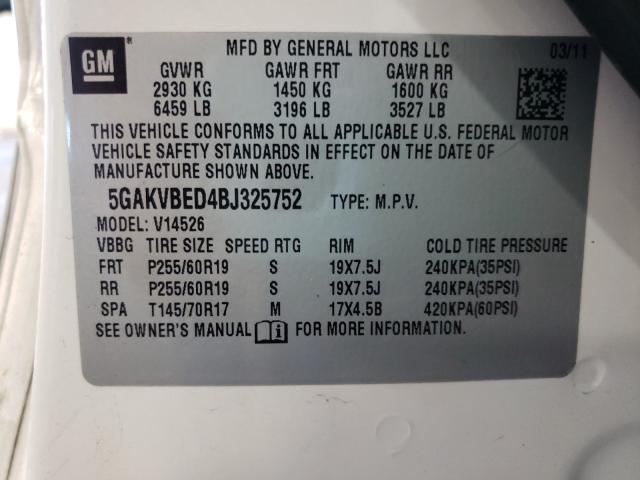 GM
MFD BY GENERAL MOTORS LLC 03/11
GVWR GAWR FRT GAWR RR
2930 KG 1450 KG 1600 KG
6459 LB 3196 LB 3527 LB
THIS VEHICLE CONFORMS TO ALL APPLICABLE U.S. FEDERAL MOTOR
VEHICLE SAFETY STANDARDS IN EFFECT ON THE DATE OF
MANUFACTURE SHOWN ABOVE.
5GAKVBED4BJ325752 TYPE: M.P.V.
MODEL: V14526
VBBG TIRE SIZE SPEED RTG RIM COLD TIRE PRESSURE
FRT P255/60R19 S 19X7.5J 240KPA(35PSI)
RR P255/60R19 S 19X7.5J 240KPA(35PSI)
SPA T145/70R17 M 17X4.5B 420KPA(60PSI)
SEE OWNER'S MANUAL FOR MORE INFORMATION.